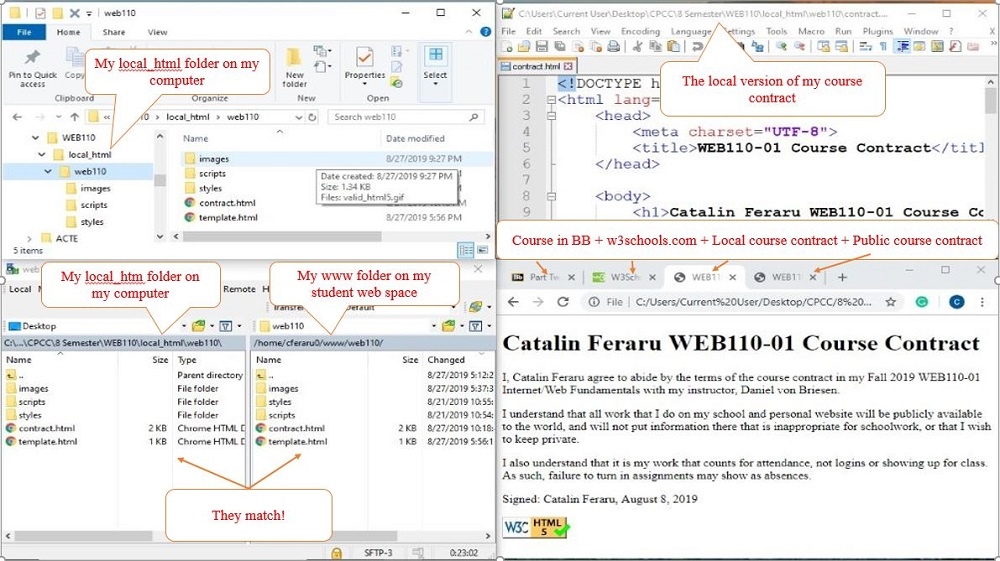 web110
File
Home
Share
View
Pin to Quick
access
New
folder
Properties
Select
Clipboard
Organize
Open
My local_html folder on my
computer
local_html
web110
Search web110
WEB110
local_html
web110
images
scripts
styles
ACTE
Name
Date modified
images
8/27/2019 9:27 PM
scripts
styles
contract.html
template.html
8/27/2019 5:56 PM
Date created: 8/27/2019 9:27 PM
Size: 1.34 KB
Files: valid_html5.gif
5 items
C:\Users\Current User\Desktop\CPCC\8 Semester\WEB110\local_html\web110\contract....
File Edit Search View Encoding Language Settings Tools Macro Run Plugins Window ?
contract.html
The local version of my course
contract
1 <!DOCTYPE h
2 <html lang=
3 <head>
4 <meta charset="UTF-8">
5 <title>WEB110-01 Course Contract</titl
6 </head>
7
8 <body>
9 <h1>Catalin Feraru WEB110-01 Course Co
Course in BB + w3schools.com + Local course contract + Public course contract
My local_htm folder on
my computer
My www folder on my
student web space
Local
Remote
Desktop
web110
C:\...\CPCC\8 Semester\WEB110\local_html\web110\
/home/cferaru0/www/web110/
Name Size Type
..
Parent directory
images
File folder
scripts
File folder
styles
File folder
contract.html 2 KB Chrome HTML D
template.html 1 KB Chrome HTML D
Name Size Changed
..
8/27/2019 5:12:2
images 8/27/2019 5:37:3
styles 8/21/2019 10:55:
scripts 8/21/2019 10:54:
contract.html 2 KB 8/27/2019 10:18:
template.html 1 KB 8/27/2019 5:56:1
They match!
SFTP-3
0:23:02
Part Tw
W3Sch
WEB11
WEB11
File
C:/Users/Current%20User/Desktop/CPCC/8%20...
C
Catalin Feraru WEB110-01 Course Contract
I, Catalin Feraru agree to abide by the terms of the course contract in my Fall 2019 WEB110-01
Internet/Web Fundamentals with my instructor, Daniel von Briesen.
I understand that all work that I do on my school and personal website will be publicly available
to the world, and will not put information there that is inappropriate for schoolwork, or that I wish
to keep private.
I also understand that it is my work that counts for attendance, not logins or showing up for class.
As such, failure to turn in assignments may show as absences.
Signed: Catalin Feraru, August 8, 2019
W3C HTML
5